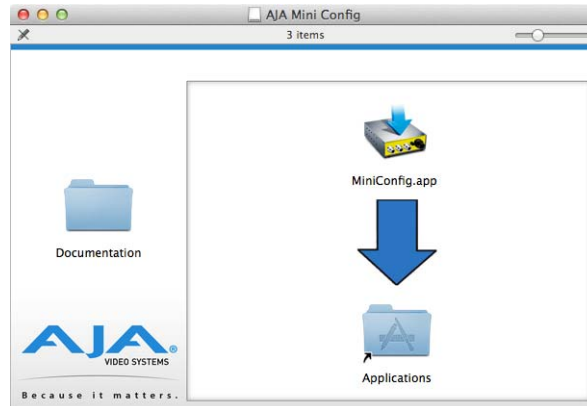 AJA Mini Config
3 items
MiniConfig.app
Documentation
Applications
AJA®
VIDEO SYSTEMS
Because it matters.